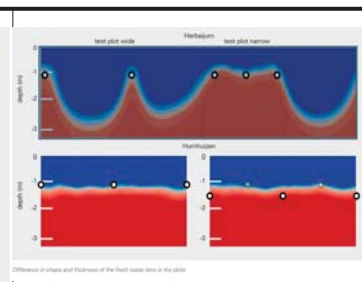 Herbaijum
test plot wide test plot narrow
0
-1
-2
-3
depth (m)
Hornhuizen
0
-1
-2
-3
depth (m)
0
-1
-2
-3
Difference in shape and thickness of the fresh water lens in the plots